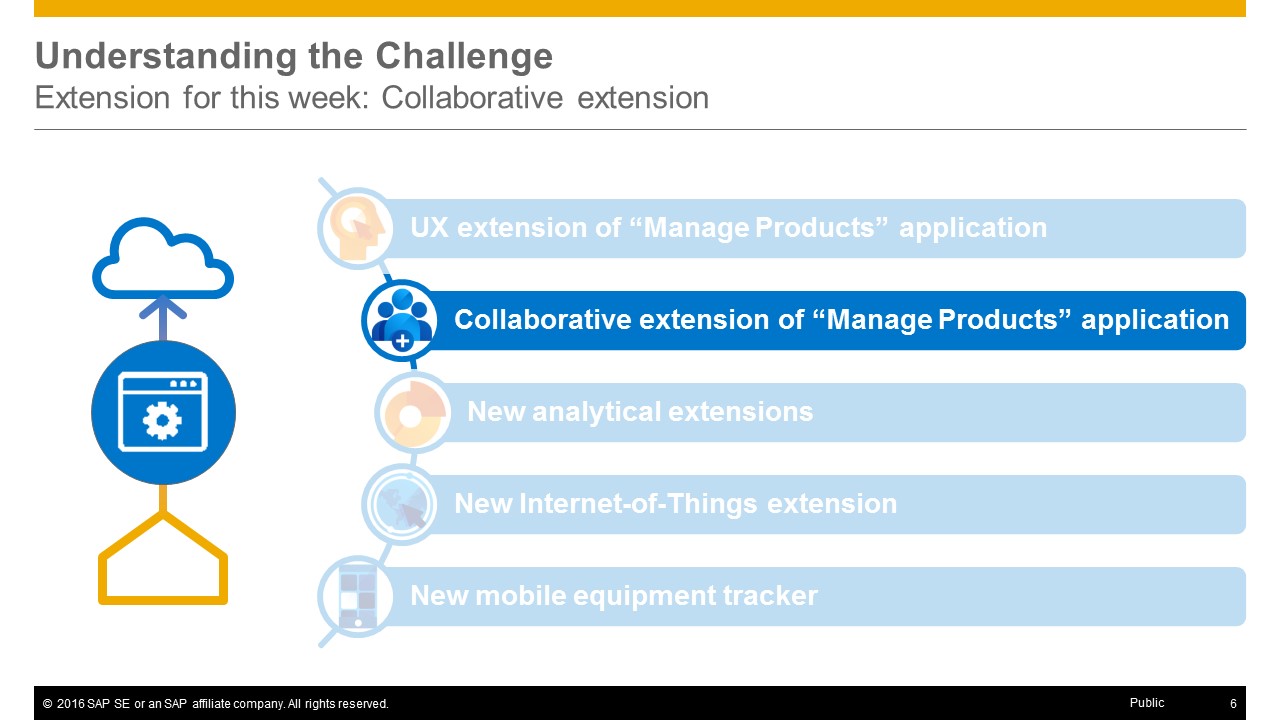 Understanding the Challenge
Extension for this week: Collaborative extension
UX extension of “Manage Products” application
Collaborative extension of “Manage Products” application
New analytical extensions
New Internet-of-Things extension
New mobile equipment tracker
© 2016 SAP SE or an SAP affiliate company. All rights reserved.
Public
6